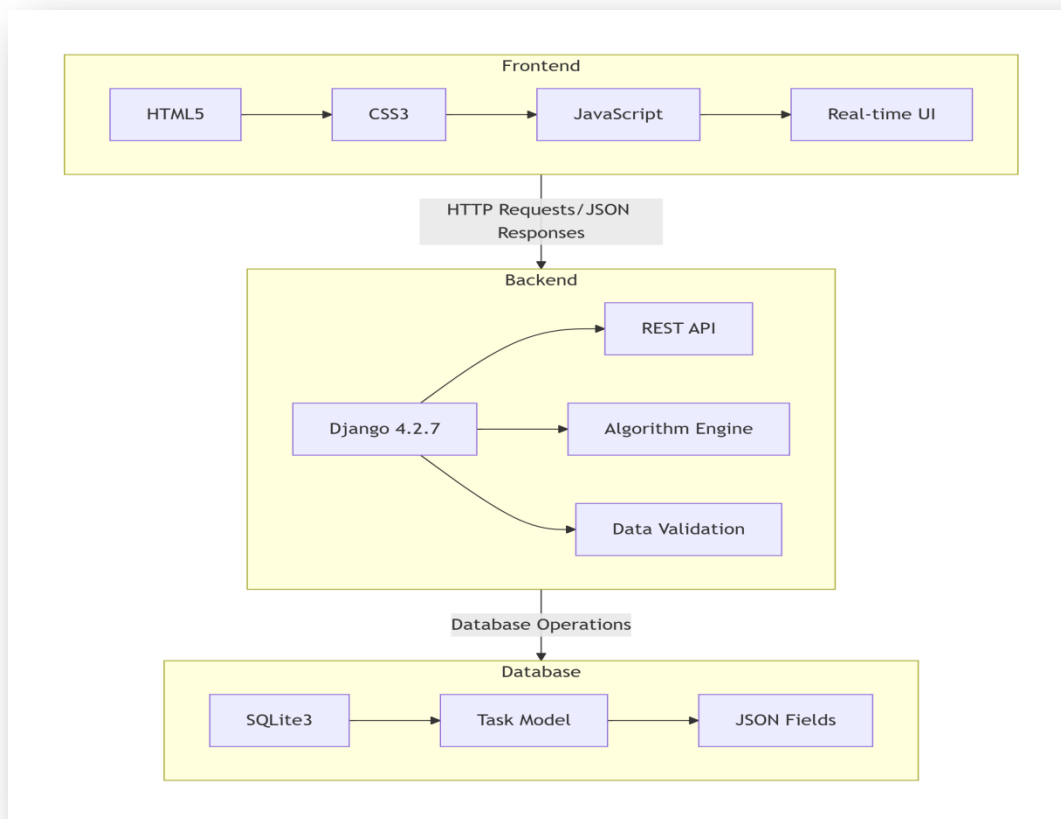 Frontend
HTML5
CSS3
JavaScript
Real-time UI
HTTP Requests/JSON
Responses
Backend
REST API
Django 4.2.7
Algorithm Engine
Data Validation
Database Operations
Database
SQLite3
Task Model
JSON Fields